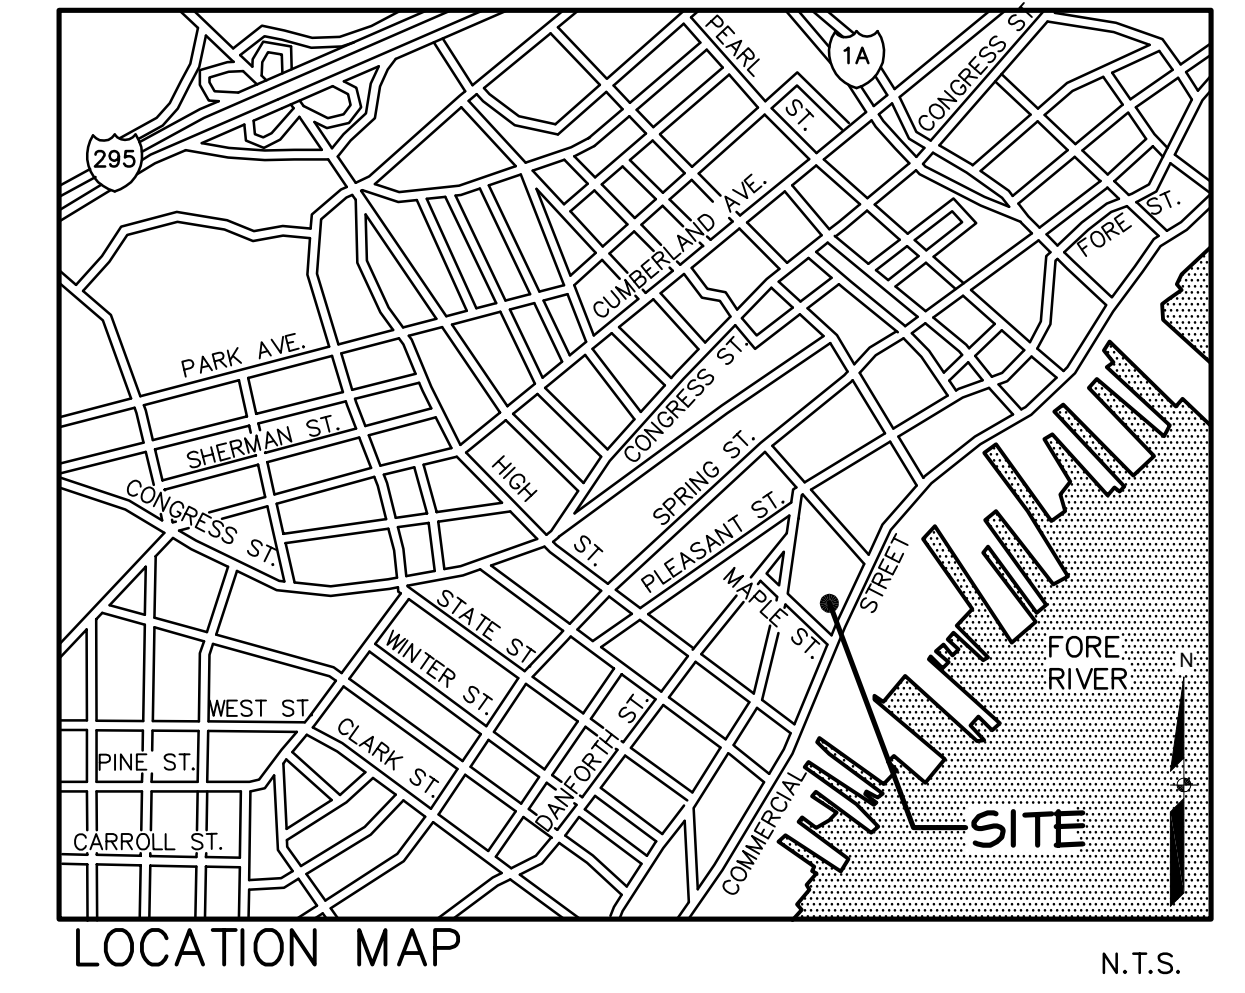 PEARL
ST.
1A
CONGRESS ST.
295
CUMBERLAND AVE.
FORE ST.
PARK AVE.
SHERMAN ST.
CONGRESS ST.
CONGRESS ST.
HIGH
ST.
SPRING ST.
PLEASANT ST.
MAPLE ST.
STREET
STATE ST
WINTER ST.
FORE
RIVER
N
WEST ST.
CLARK ST.
DANFORTH ST.
PINE ST.
CARROLL ST.
COMMERCIAL
SITE
LOCATION MAP
N.T.S.